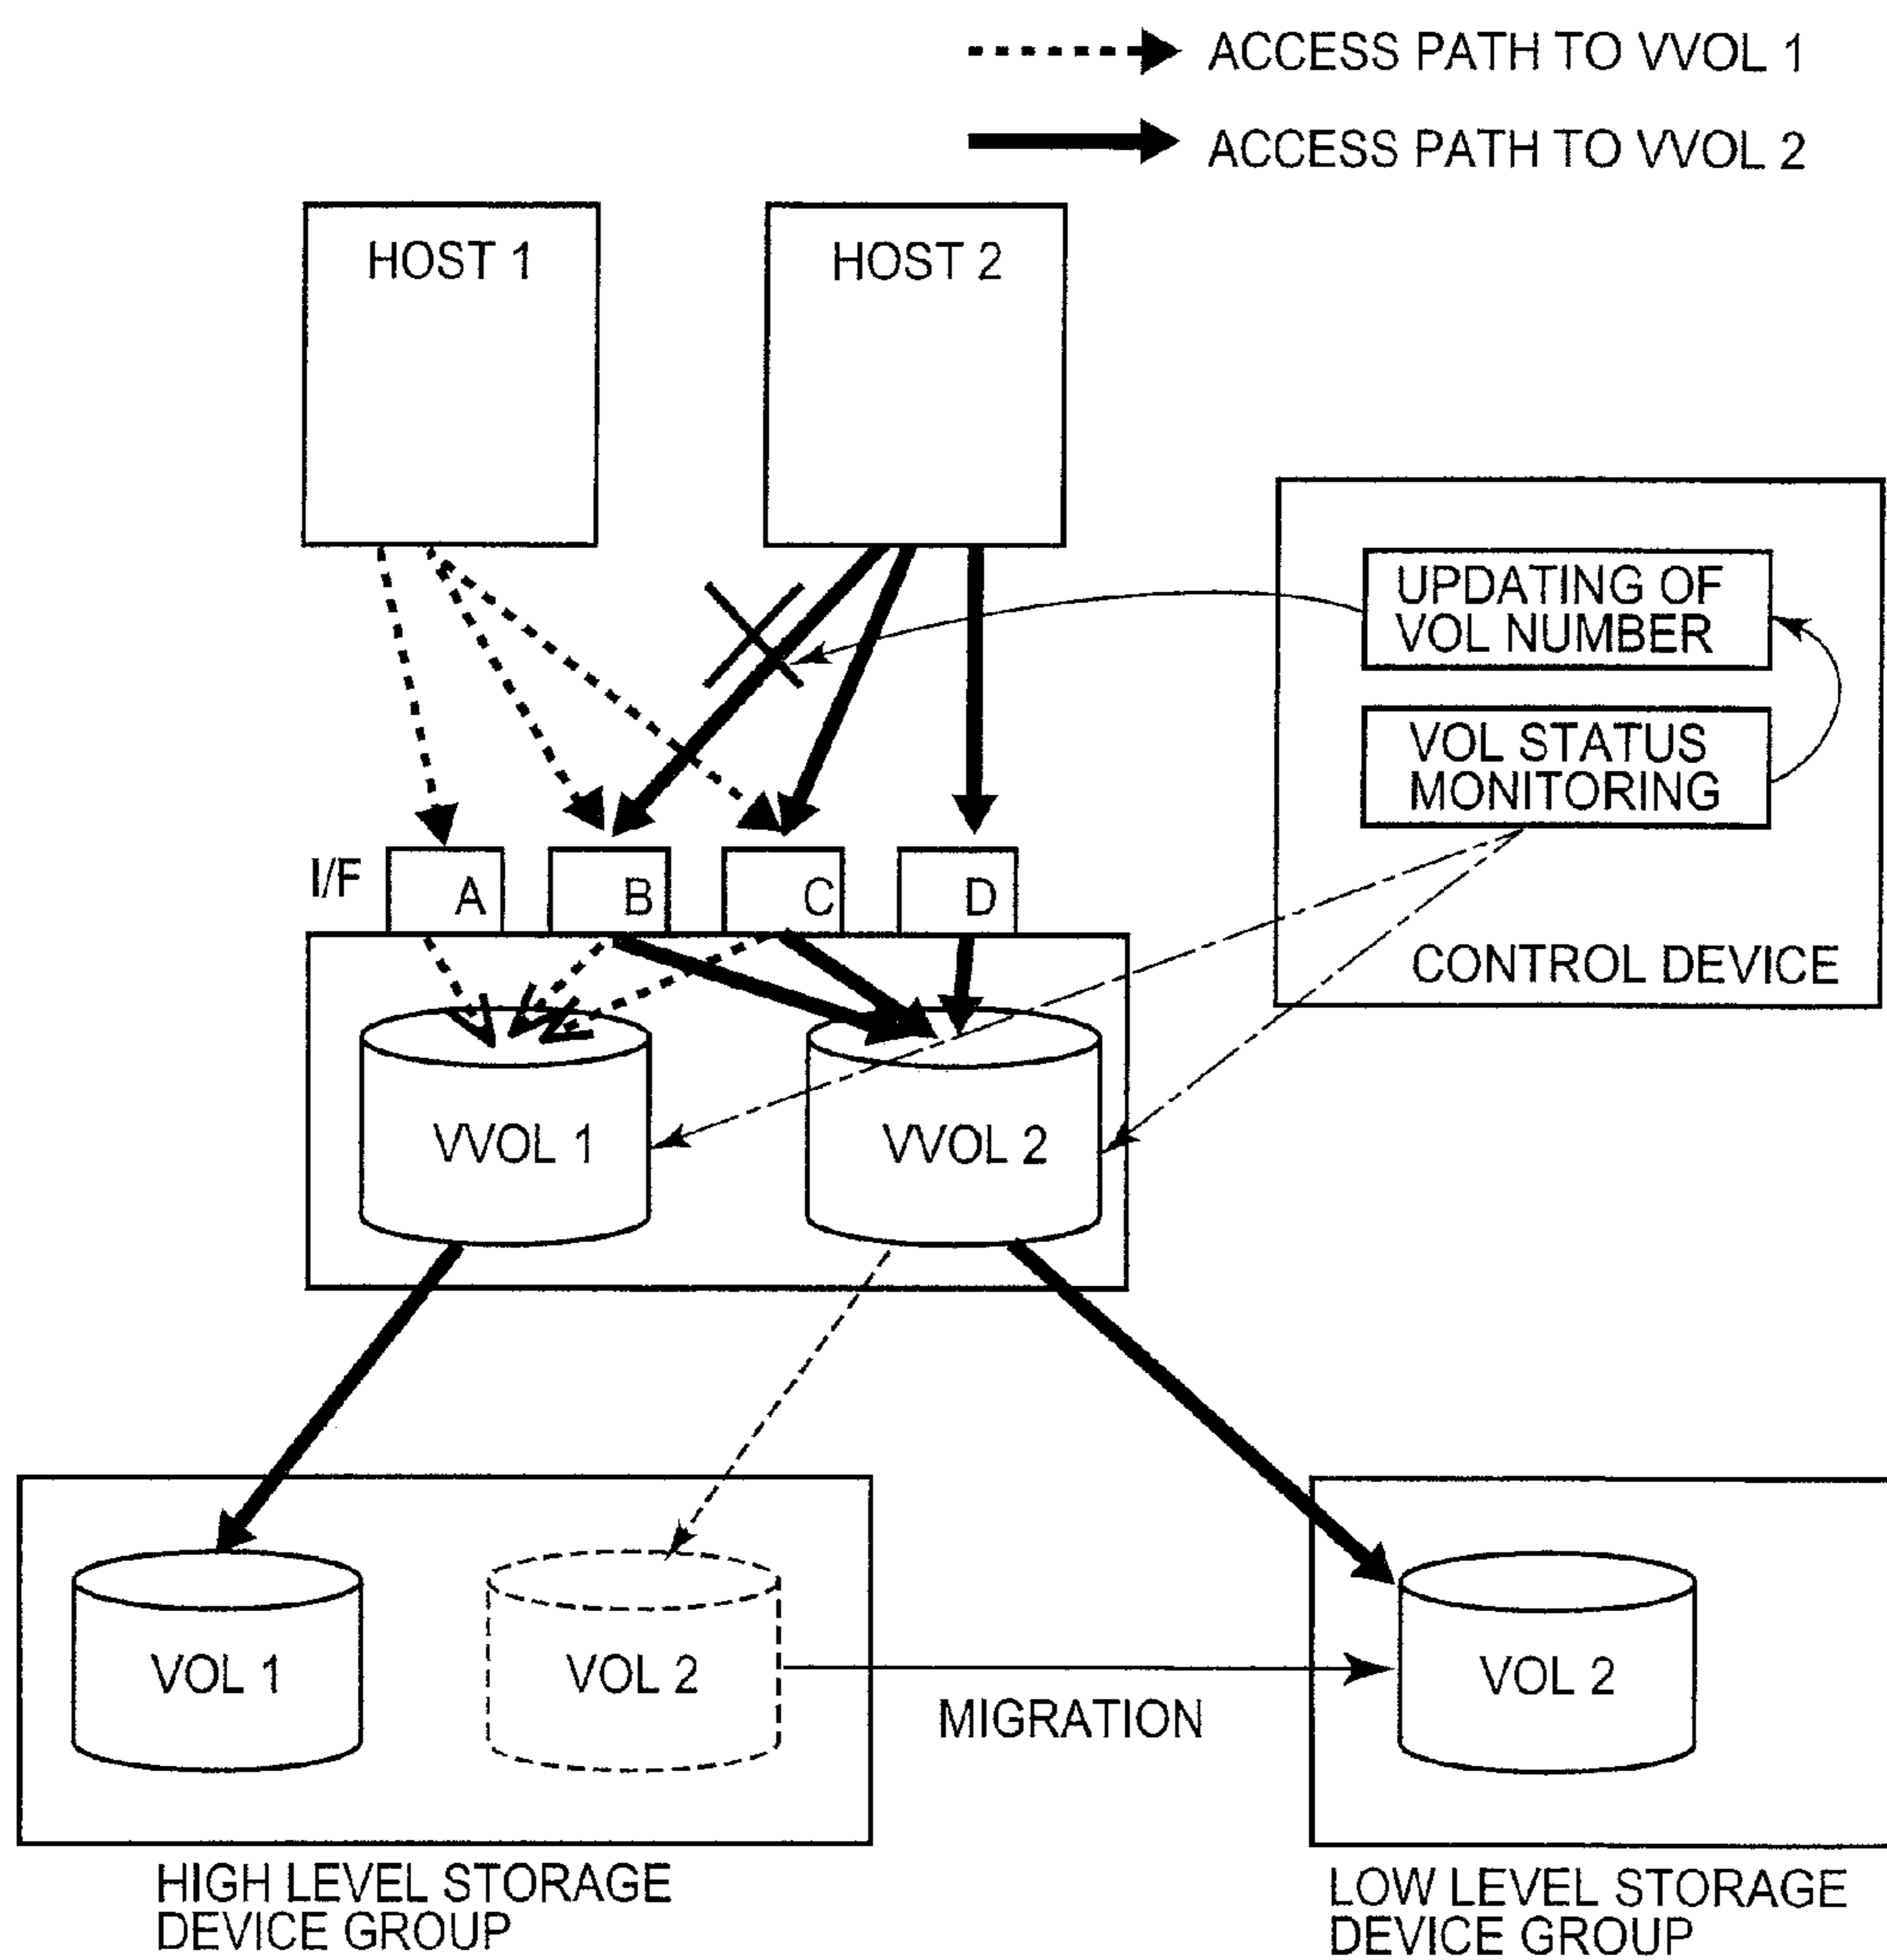 ACCESS PATH TO VVOL 1
ACCESS PATH TO VVOL 2
HOST 1
HOST 2
UPDATING OF
VOL NUMBER
VOL STATUS
MONITORING
CONTROL DEVICE
I/F
A
B
C
D
VVOL 1
VVOL 2
VOL 1
VOL 2
MIGRATION
VOL 2
HIGH LEVEL STORAGE
DEVICE GROUP
LOW LEVEL STORAGE
DEVICE GROUP